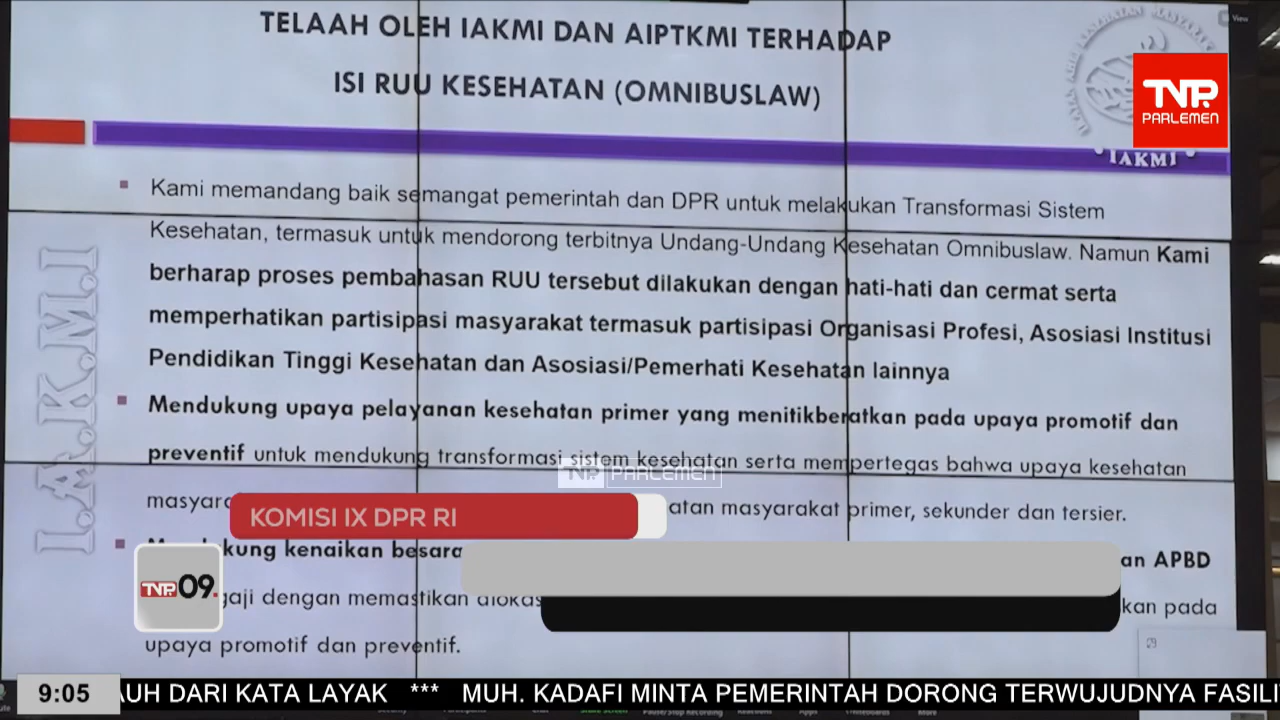 TELAAH OLEH IAKMI DAN AIPTKMI TERHADAP
ISI RUU KESEHATAN (OMNIBUSLAW)
View
TVP.
PARLEMEN
IAKMI
Kami memandang baik semangat pemerintah dan DPR untuk melakukan Transformasi Sistem
Kesehatan, termasuk untuk mendorong terbitnya Undang-Undang Kesehatan Omnibuslaw. Namun Kami
berharap proses pembahasan RUU tersebut dilakukan dengan hati-hati dan cermat serta
memperhatikan partisipasi masyarakat termasuk partisipasi Organisasi Profesi, Asosiasi Institusi
Pendidikan Tinggi Kesehatan dan Asosiasi/Pemerhati Kesehatan lainnya
I.A.K.M.I
Mendukung upaya pelayanan kesehatan primer yang menitikberatkan pada upaya promotif dan
preventif untuk mendukung transformasi sistem kesehatan serta mempertegas bahwa upaya kesehatan
TVP. PARLEMEN
atan masyarakat primer, sekunder dan tersier.
KOMISI IX DPR RI
kung kenaikan besara
an APBD
TVP. 09.
gaji dengan memastikan
kan pada
upaya promotif dan preventif.
9:05
AUH DARI KATA LAYAK *** MUH. KADAFI MINTA PEMERINTAH DORONG TERWUJUDNYA FASILI